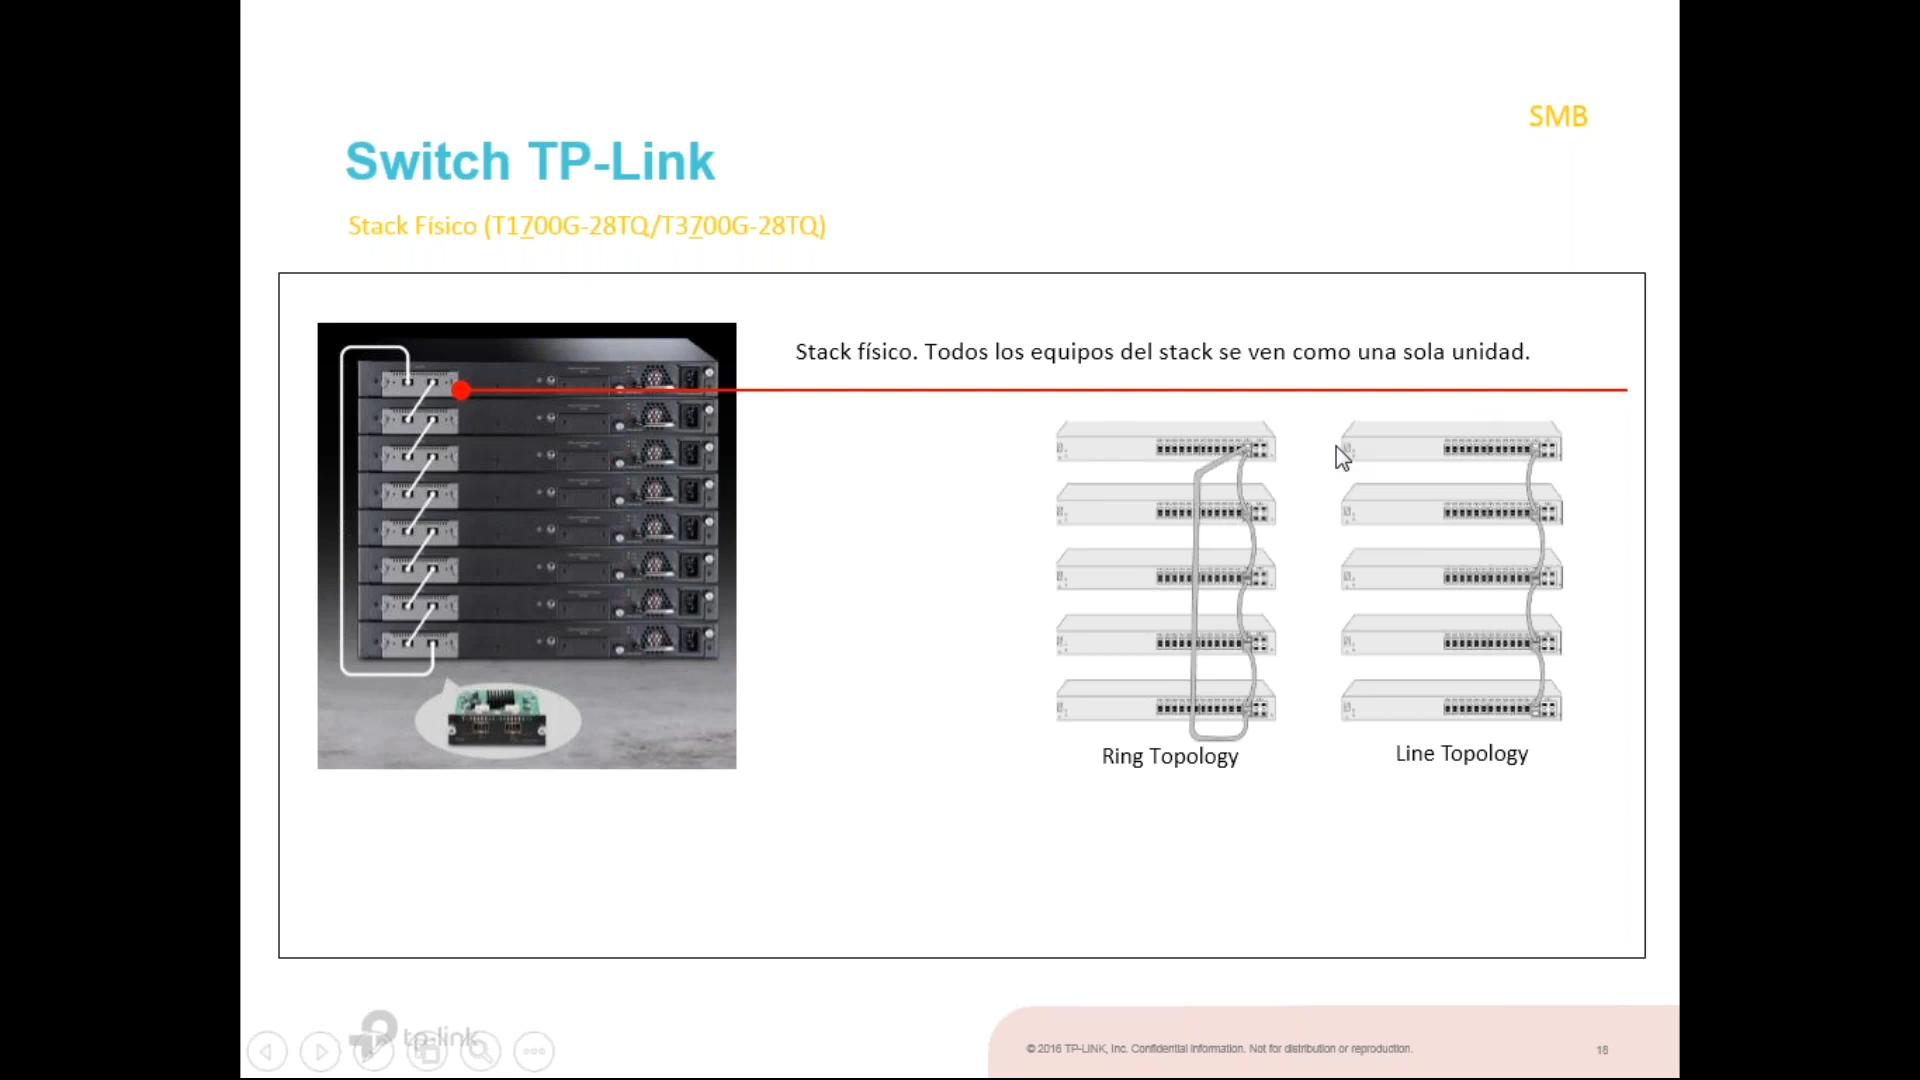 SMB
Switch TP-Link
Stack Físico (T1700G-28TQ/T3700G-28TQ)
Stack físico. Todos los equipos del stack se ven como una sola unidad.
Ring Topology
Line Topology
tp-link
© 2016 TP-LINK, Inc. Confidential Information. Not for distribution or reproduction.